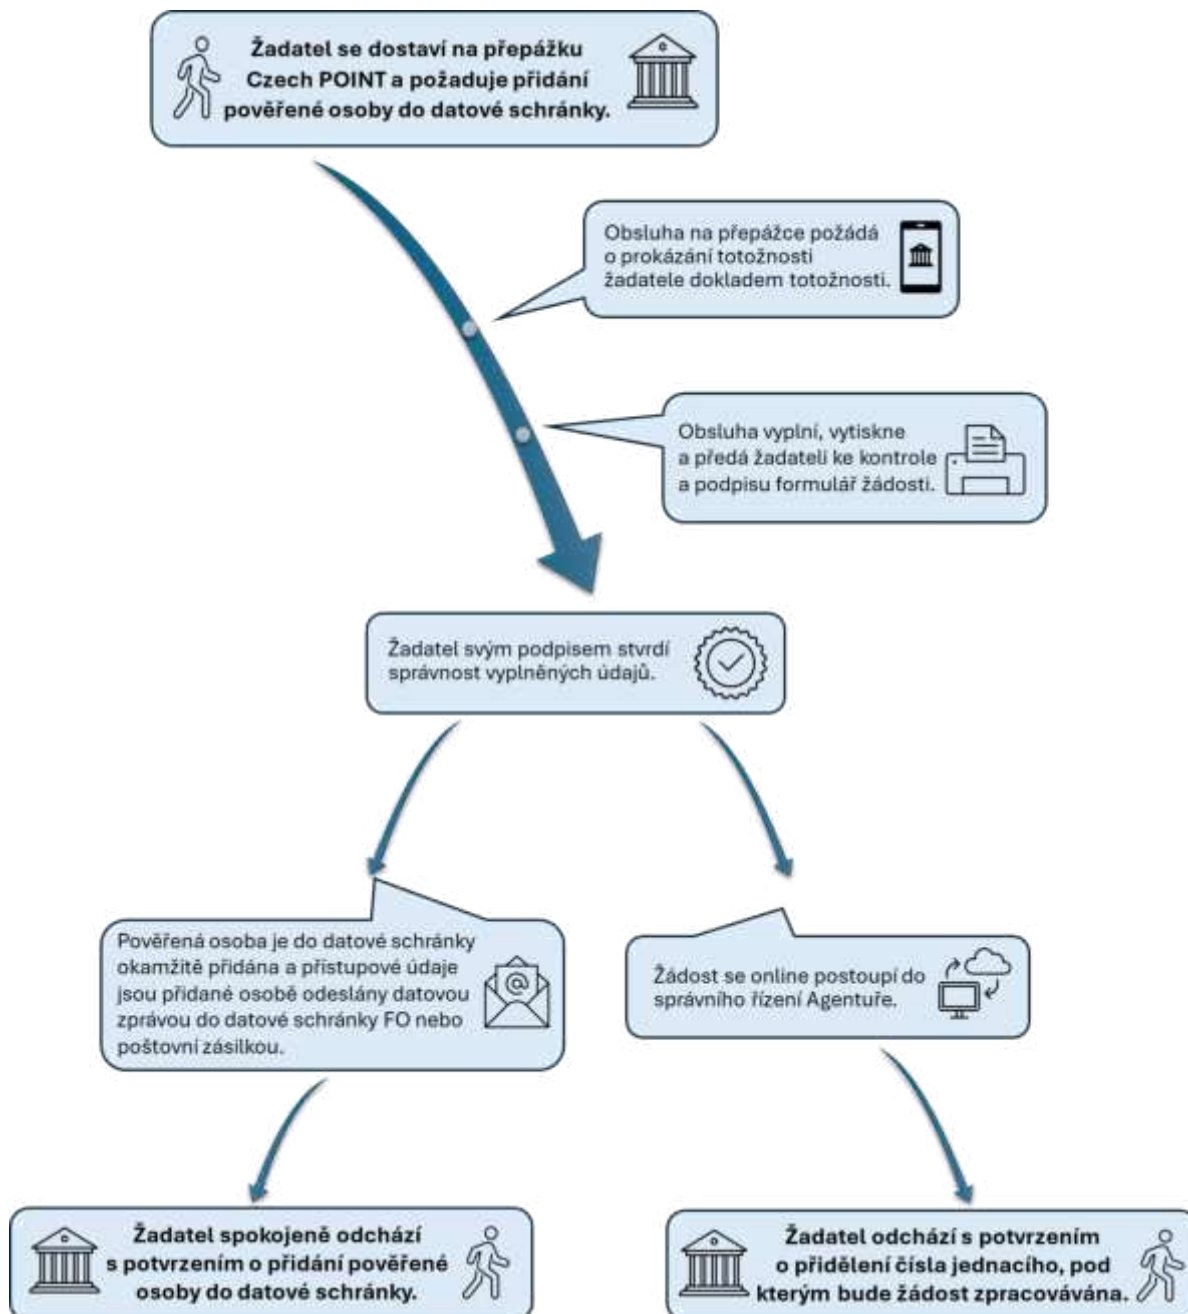 Žadatel se dostaví na přepážku
Czech POINT a požaduje přidání
pověřené osoby do datové schránky.
Obsluha na přepážce požádá
o prokázání totožnosti
žadatele dokladem totožnosti.
Obsluha vyplní, vytiskne
a předá žadateli ke kontrole
a podpisu formulář žádosti.
Žadatel svým podpisem stvrdí
správnost vyplněných údajů.
Pověřená osoba je do datové schránky
okamžitě přidána a přístupové údaje
jsou přidané osobě odeslány datovou
zprávou do datové schránky FO nebo
poštovní zásilkou.
Žádost se online postoupí do
správního řízení Agentuře.
Žadatel spokojeně odchází
s potvrzením o přidání pověřené
osoby do datové schránky.
Žadatel odchází s potvrzením
o přidělení čísla jednacího, pod
kterým bude žádost zpracovávána.